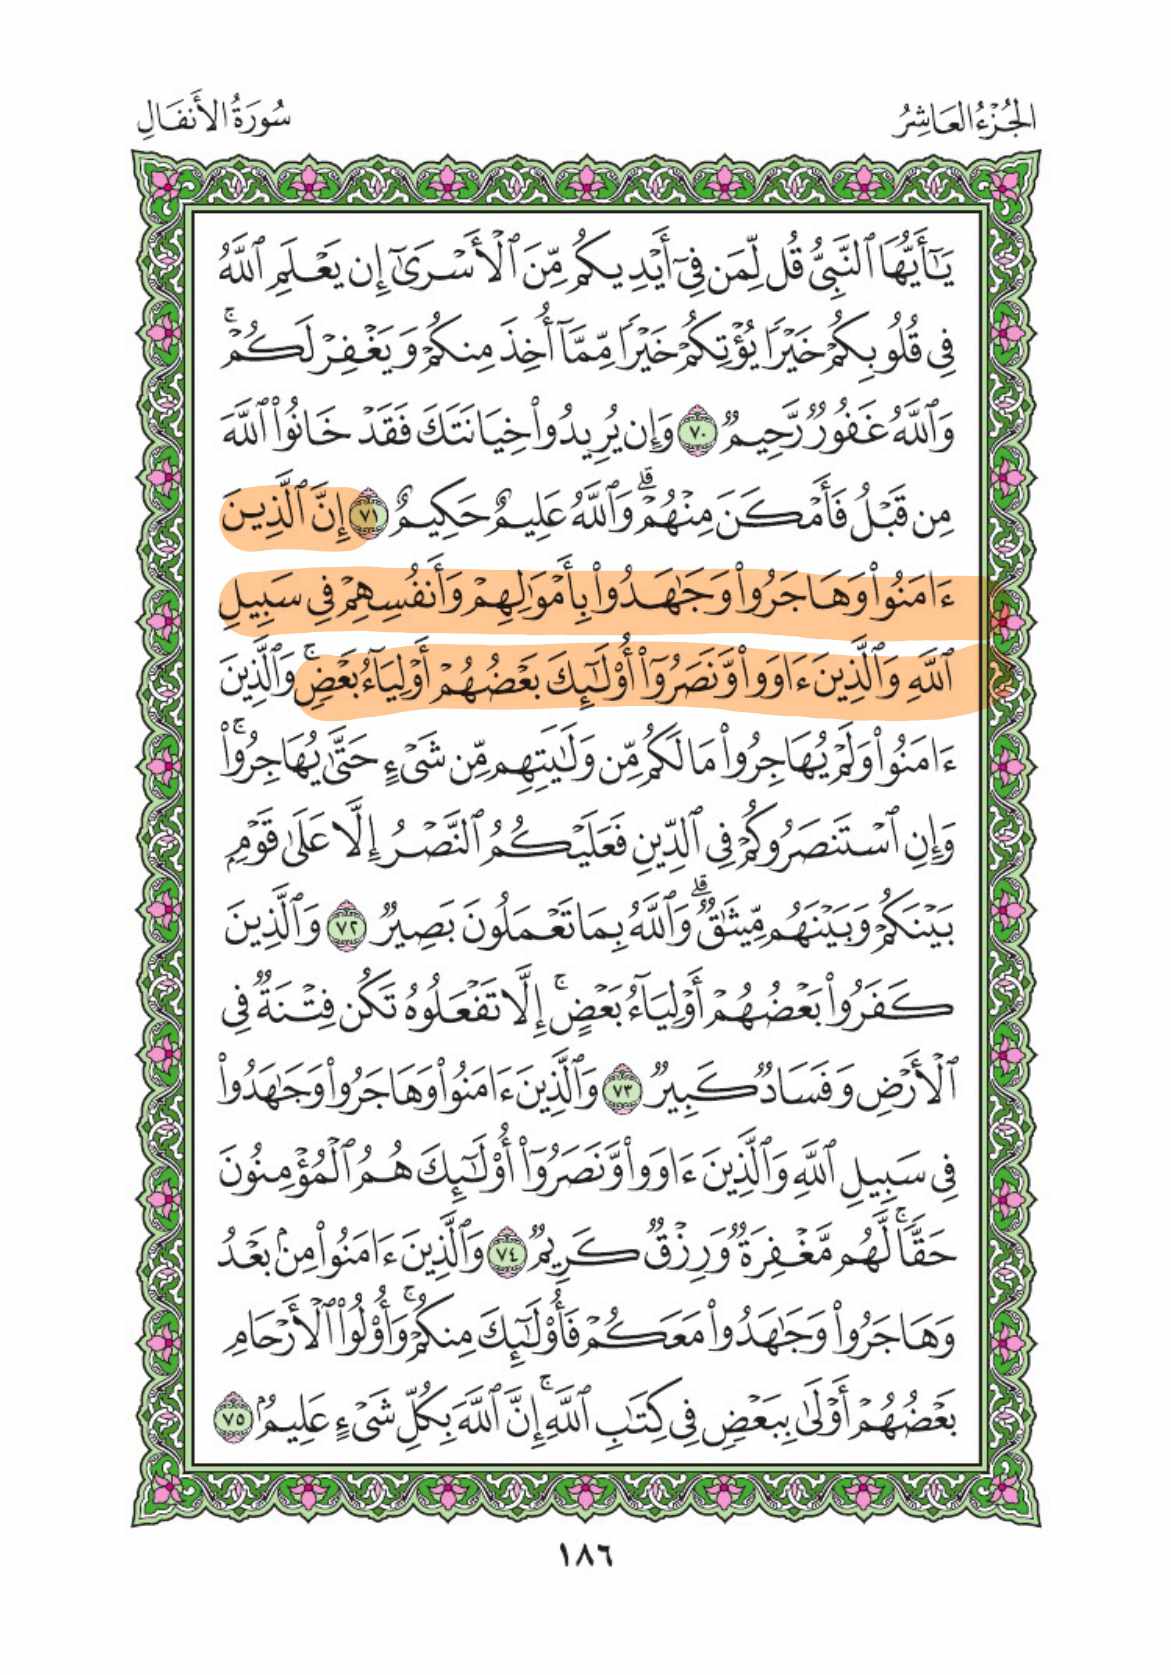 الجُزْءُ العَاشِرُ
سُورَةُ الأَنفَالِ
يَٰٓأَيُّهَا ٱلنَّبِيُّ قُل لِّمَن فِيٓ أَيْدِيكُم مِّنَ ٱلْأَسْرَىٰٓ إِن يَعْلَمِ ٱللَّهُ
فِي قُلُوبِكُمْ خَيْرًا يُؤْتِكُمْ خَيْرًا مِّمَّآ أُخِذَ مِنكُمْ وَيَغْفِرْ لَكُمْۚ
وَٱللَّهُ غَفُورٌ رَّحِيمٌ ٧٠ وَإِن يُرِيدُوا۟ خِيَانَتَكَ فَقَدْ خَانُوا۟ ٱللَّهَ
مِن قَبْلُ فَأَمْكَنَ مِنْهُمْۗ وَٱللَّهُ عَلِيمٌ حَكِيمٌ ٧١ إِنَّ ٱلَّذِينَ
ءَامَنُوا۟ وَهَاجَرُوا۟ وَجَٰهَدُوا۟ بِأَمْوَٰلِهِمْ وَأَنفُسِهِمْ فِي سَبِيلِ
ٱللَّهِ وَٱلَّذِينَ ءَاوَوا۟ وَّنَصَرُوٓا۟ أُو۟لَٰٓئِكَ بَعْضُهُمْ أَوْلِيَآءُ بَعْضٍۚ وَٱلَّذِينَ
ءَامَنُوا۟ وَلَمْ يُهَاجِرُوا۟ مَا لَكُم مِّن وَلَٰيَتِهِم مِّن شَيْءٍ حَتَّىٰ يُهَاجِرُوا۟ۚ
وَإِنِ ٱسْتَنصَرُوكُمْ فِي ٱلدِّينِ فَعَلَيْكُمُ ٱلنَّصْرُ إِلَّا عَلَىٰ قَوْمٍۭ
بَيْنَكُمْ وَبَيْنَهُم مِّيثَٰقٌۗ وَٱللَّهُ بِمَا تَعْمَلُونَ بَصِيرٌ ٧٢ وَٱلَّذِينَ
كَفَرُوا۟ بَعْضُهُمْ أَوْلِيَآءُ بَعْضٍۚ إِلَّا تَفْعَلُوهُ تَكُن فِتْنَةٌ فِي
ٱلْأَرْضِ وَفَسَادٌ كَبِيرٌ ٧٣ وَٱلَّذِينَ ءَامَنُوا۟ وَهَاجَرُوا۟ وَجَٰهَدُوا۟
فِي سَبِيلِ ٱللَّهِ وَٱلَّذِينَ ءَاوَوا۟ وَّنَصَرُوٓا۟ أُو۟لَٰٓئِكَ هُمُ ٱلْمُؤْمِنُونَ
حَقًّاۚ لَّهُم مَّغْفِرَةٌ وَرِزْقٌ كَرِيمٌ ٧٤ وَٱلَّذِينَ ءَامَنُوا۟ مِنۢ بَعْدُ
وَهَاجَرُوا۟ وَجَٰهَدُوا۟ مَعَكُمْ فَأُو۟لَٰٓئِكَ مِنكُمْۚ وَأُو۟لُوا۟ ٱلْأَرْحَامِ
بَعْضُهُمْ أَوْلَىٰ بِبَعْضٍ فِي كِتَٰبِ ٱللَّهِۚ إِنَّ ٱللَّهَ بِكُلِّ شَيْءٍ عَلِيمٌۢ ٧٥
١٨٦